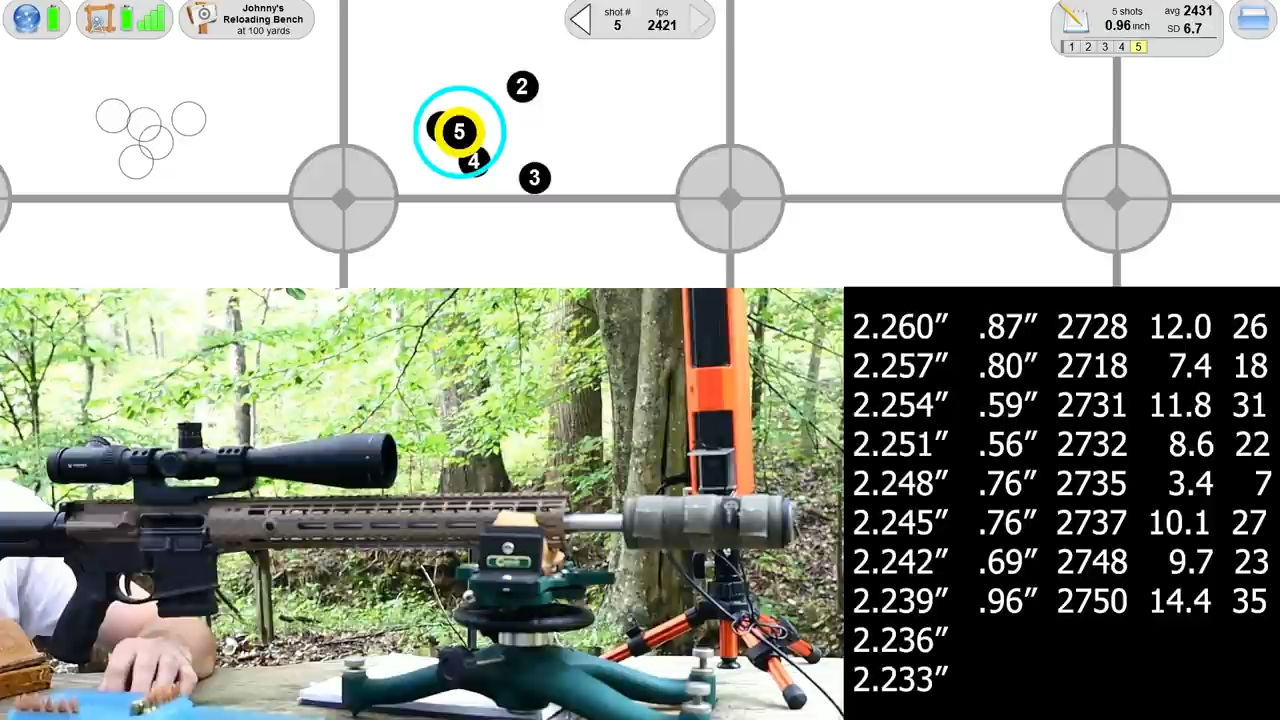 Johnny's
Reloading Bench
at 100 yards
shot # fps
5 2421
5 shots avg 2431
0.96 inch SD 6.7
1 2 3 4 5
2
5
4
3
2.260” .87” 2728 12.0 26
2.257” .80” 2718 7.4 18
2.254” .59” 2731 11.8 31
2.251” .56” 2732 8.6 22
2.248” .76” 2735 3.4 7
2.245” .76” 2737 10.1 27
2.242” .69” 2748 9.7 23
2.239” .96” 2750 14.4 35
2.236”
2.233”